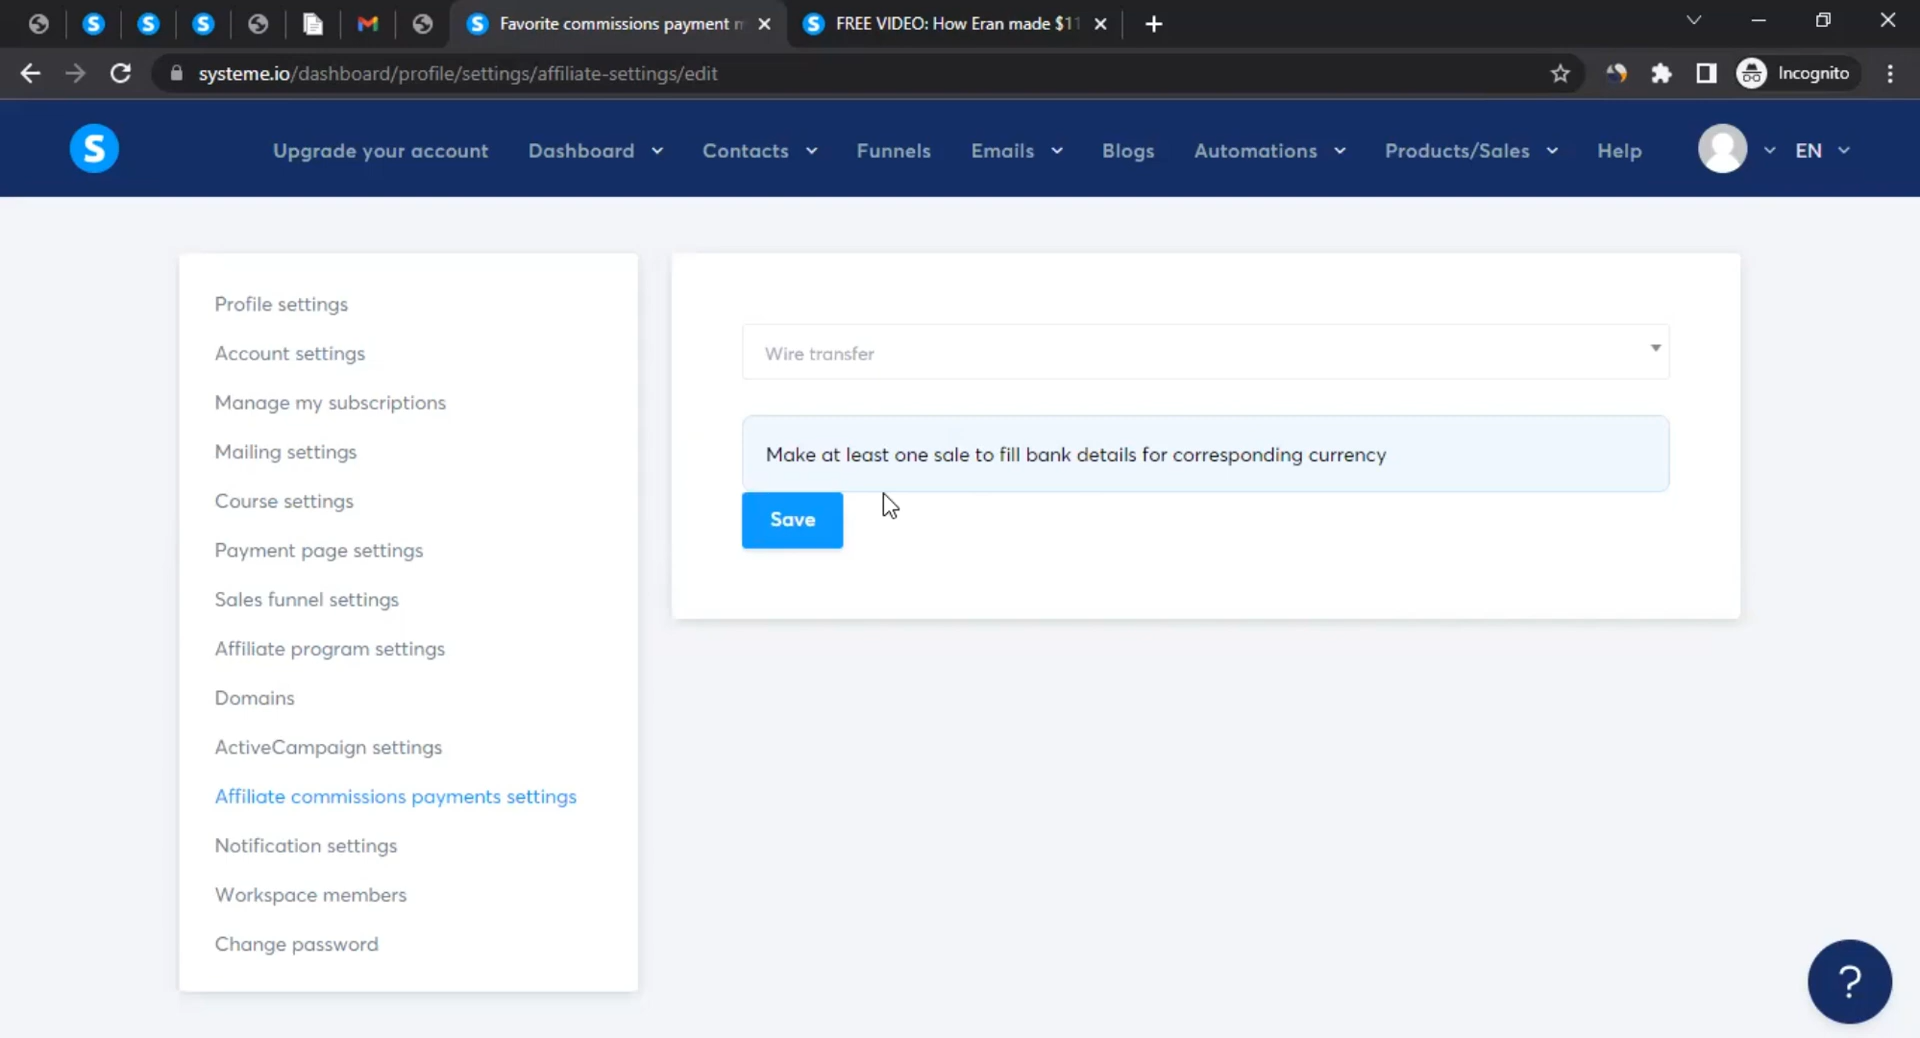 Favorite commissions payment m
FREE VIDEO: How Eran made $11
systeme.io/dashboard/profile/settings/affiliate-settings/edit
Incognito
S
Upgrade your account
Dashboard
Contacts
Funnels
Emails
Blogs
Automations
Products/Sales
Help
EN
Profile settings
Account settings
Manage my subscriptions
Mailing settings
Course settings
Payment page settings
Sales funnel settings
Affiliate program settings
Domains
ActiveCampaign settings
Affiliate commissions payments settings
Notification settings
Workspace members
Change password
Wire transfer
Make at least one sale to fill bank details for corresponding currency
Save
?